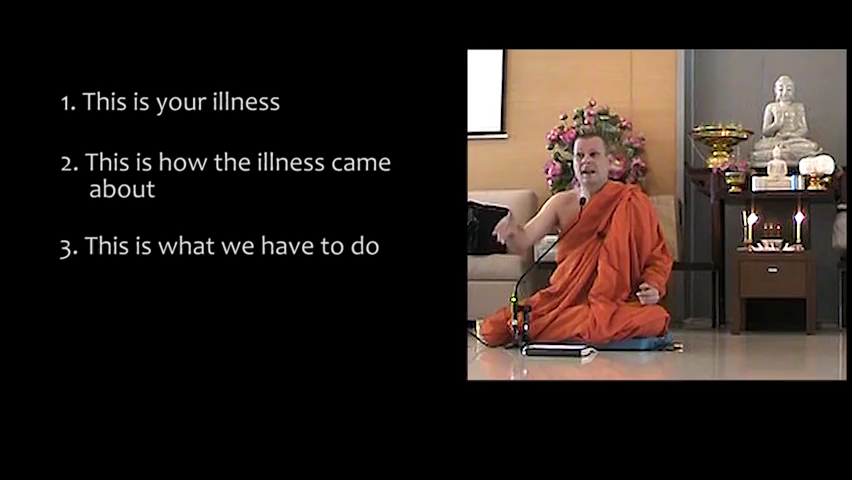 1. This is your illness
2. This is how the illness came
about
3. This is what we have to do